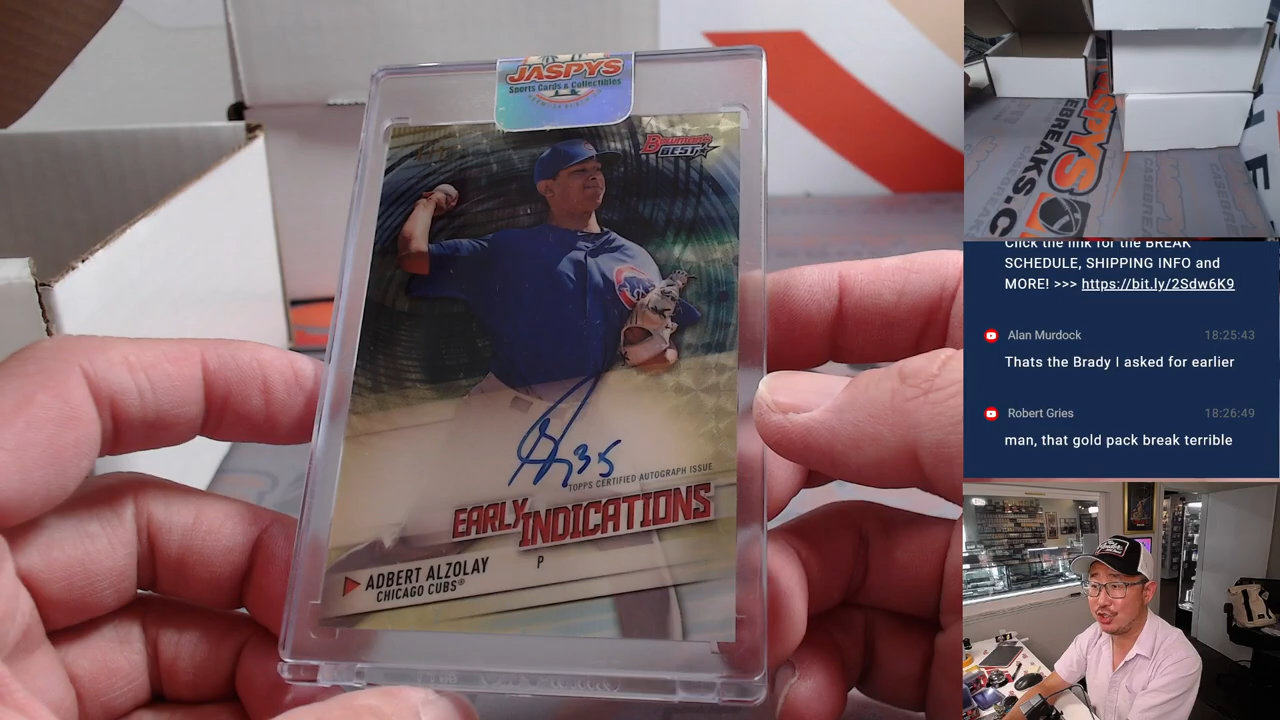 JASPYS
Sports Cards & Collectibles
BOWMAN'S
BEST
35
TOPPS CERTIFIED AUTOGRAPH ISSUE
EARLY INDICATIONS
P
ADBERT ALZOLAY
CHICAGO CUBS®
JASPYS
CASEBREAKS.C
Click the link for the BREAK
SCHEDULE, SHIPPING INFO and
MORE! >>> https://bit.ly/2Sdw6K9
Alan Murdock 18:25:43
Thats the Brady I asked for earlier
Robert Gries 18:26:49
man, that gold pack break terrible